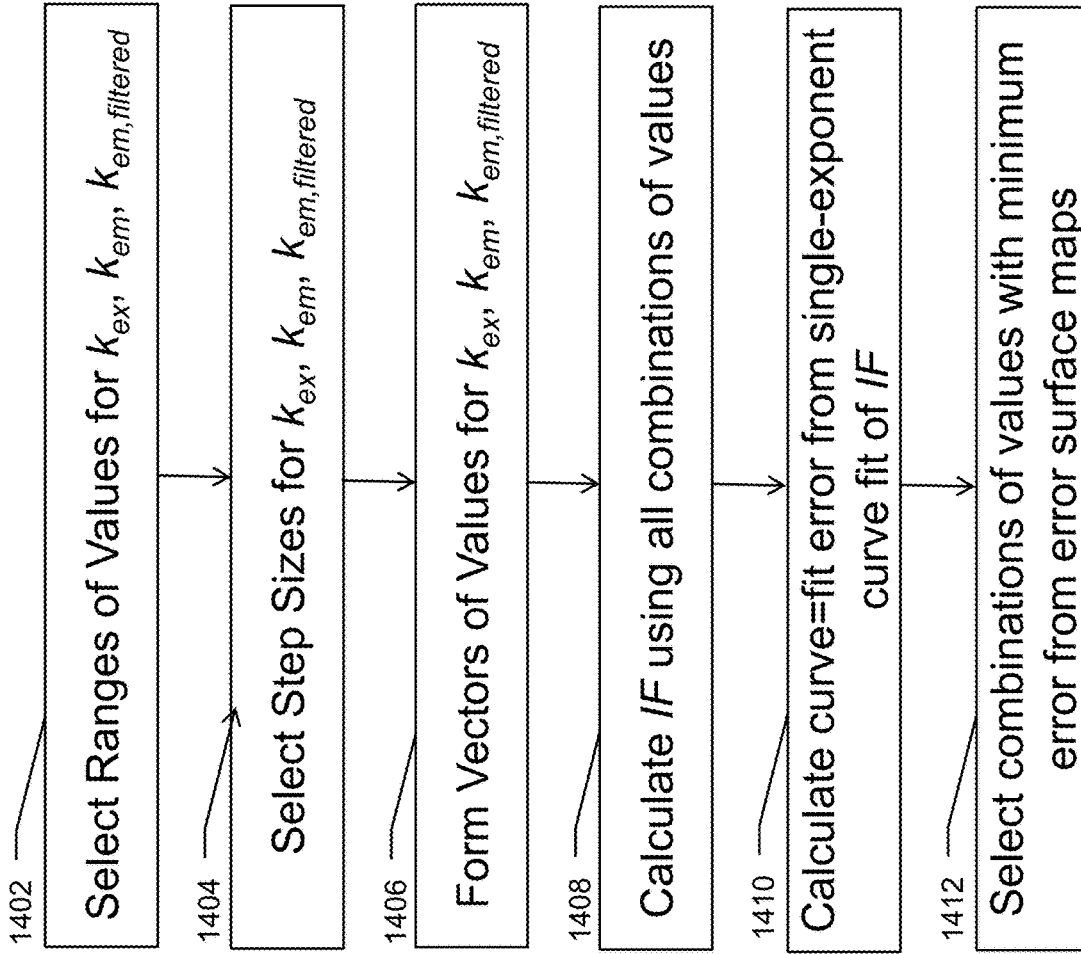 1402
Select Ranges of Values for k_ex, k_em, k_em,filtered
1404
Select Step Sizes for k_ex, k_em, k_em,filtered
1406
Form Vectors of Values for k_ex, k_em, k_em,filtered
1408
Calculate IF using all combinations of values
1410
Calculate curve=fit error from single-exponent
curve fit of IF
1412
Select combinations of values with minimum
error from error surface maps